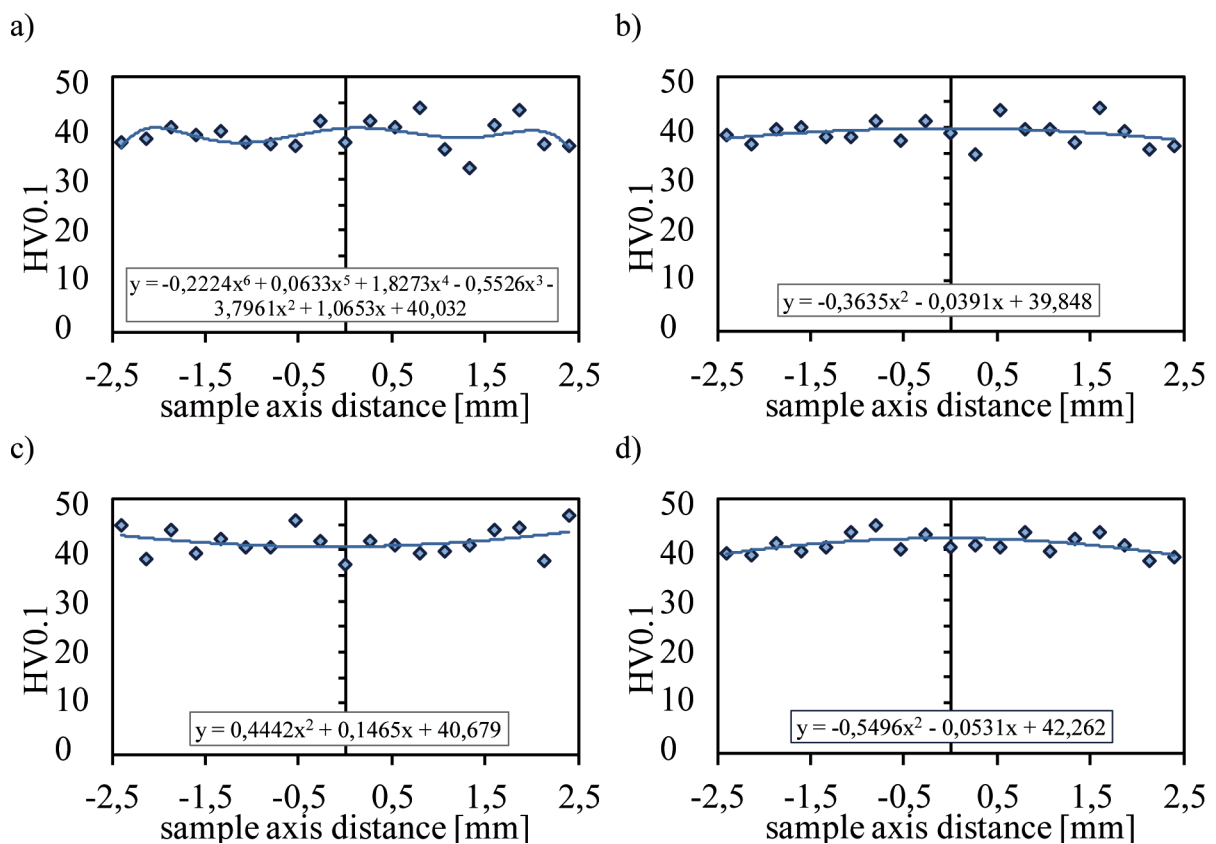 a)
50
40
30
20
10
0
HV0.1
y = -0,2224x⁶ + 0,0633x⁵ + 1,8273x⁴ - 0,5526x³ -
3,7961x² + 1,0653x + 40,032
-2,5 -1,5 -0,5 0,5 1,5 2,5
sample axis distance [mm]
b)
50
40
30
20
10
0
HV0.1
y = -0,3635x² - 0,0391x + 39,848
-2,5 -1,5 -0,5 0,5 1,5 2,5
sample axis distance [mm]
c)
50
40
30
20
10
0
HV0.1
y = 0,4442x² + 0,1465x + 40,679
-2,5 -1,5 -0,5 0,5 1,5 2,5
sample axis distance [mm]
d)
50
40
30
20
10
0
HV0.1
y = -0,5496x² - 0,0531x + 42,262
-2,5 -1,5 -0,5 0,5 1,5 2,5
sample axis distance [mm]